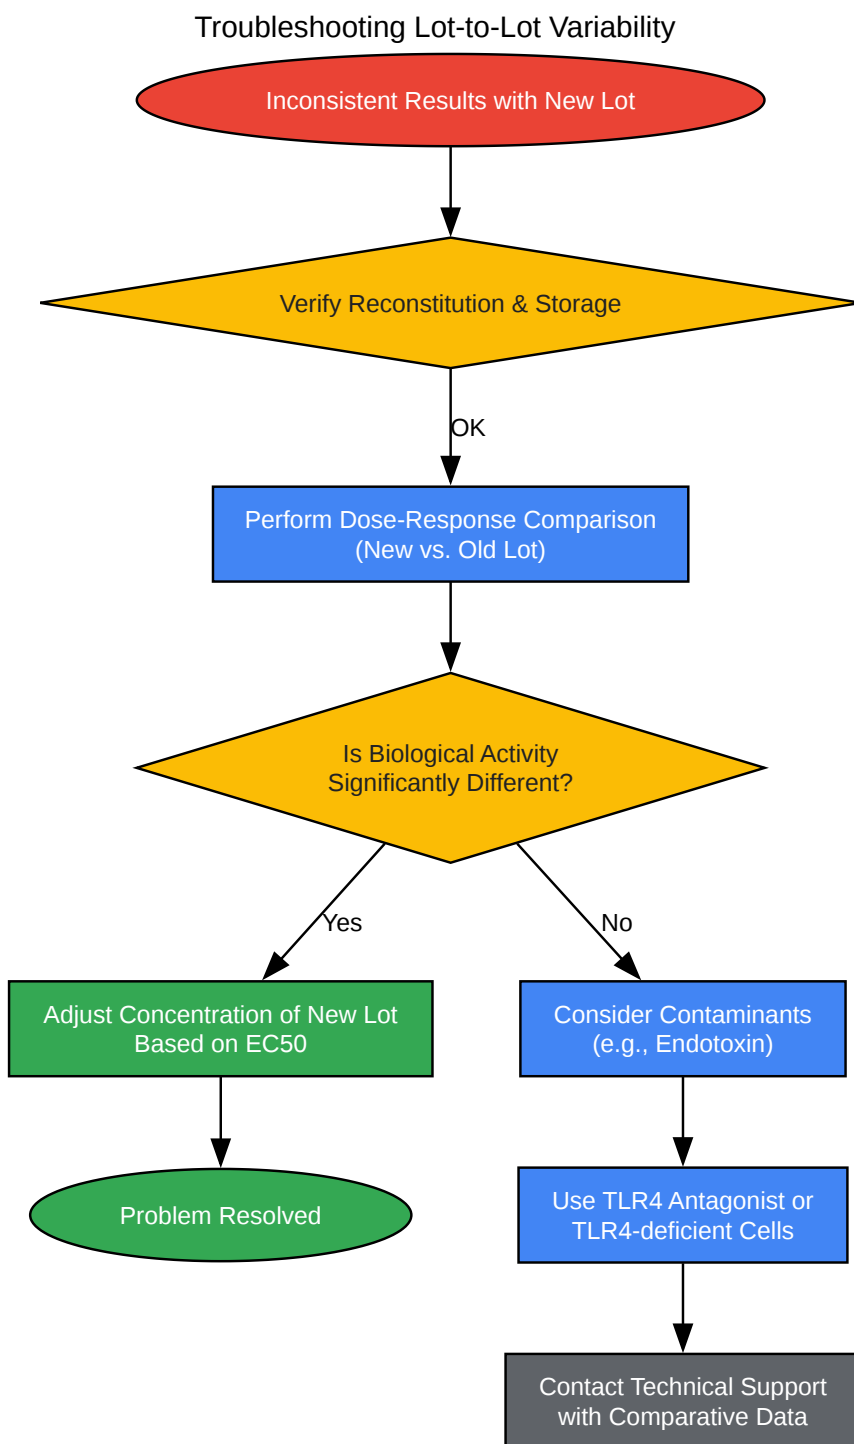 Troubleshooting Lot-to-Lot Variability
Inconsistent Results with New Lot
Verify Reconstitution & Storage
OK
Perform Dose-Response Comparison
(New vs. Old Lot)
Is Biological Activity
Significantly Different?
Yes
No
Adjust Concentration of New Lot
Based on EC50
Consider Contaminants
(e.g., Endotoxin)
Problem Resolved
Use TLR4 Antagonist or
TLR4-deficient Cells
Contact Technical Support
with Comparative Data